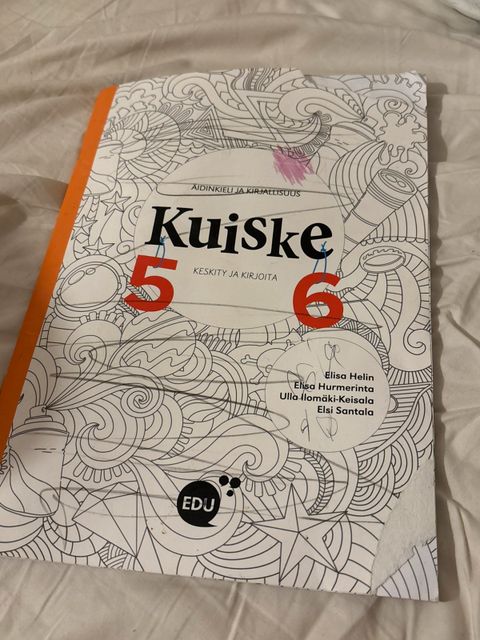 ÄIDINKIELI JA KIRJALLISUUS
Kuiske
KESKITY JA KIRJOITA
5 6
Elisa Helin
Elisa Hurmerinta
Ulla Ilomäki-Keisala
Elsi Santala
EDU